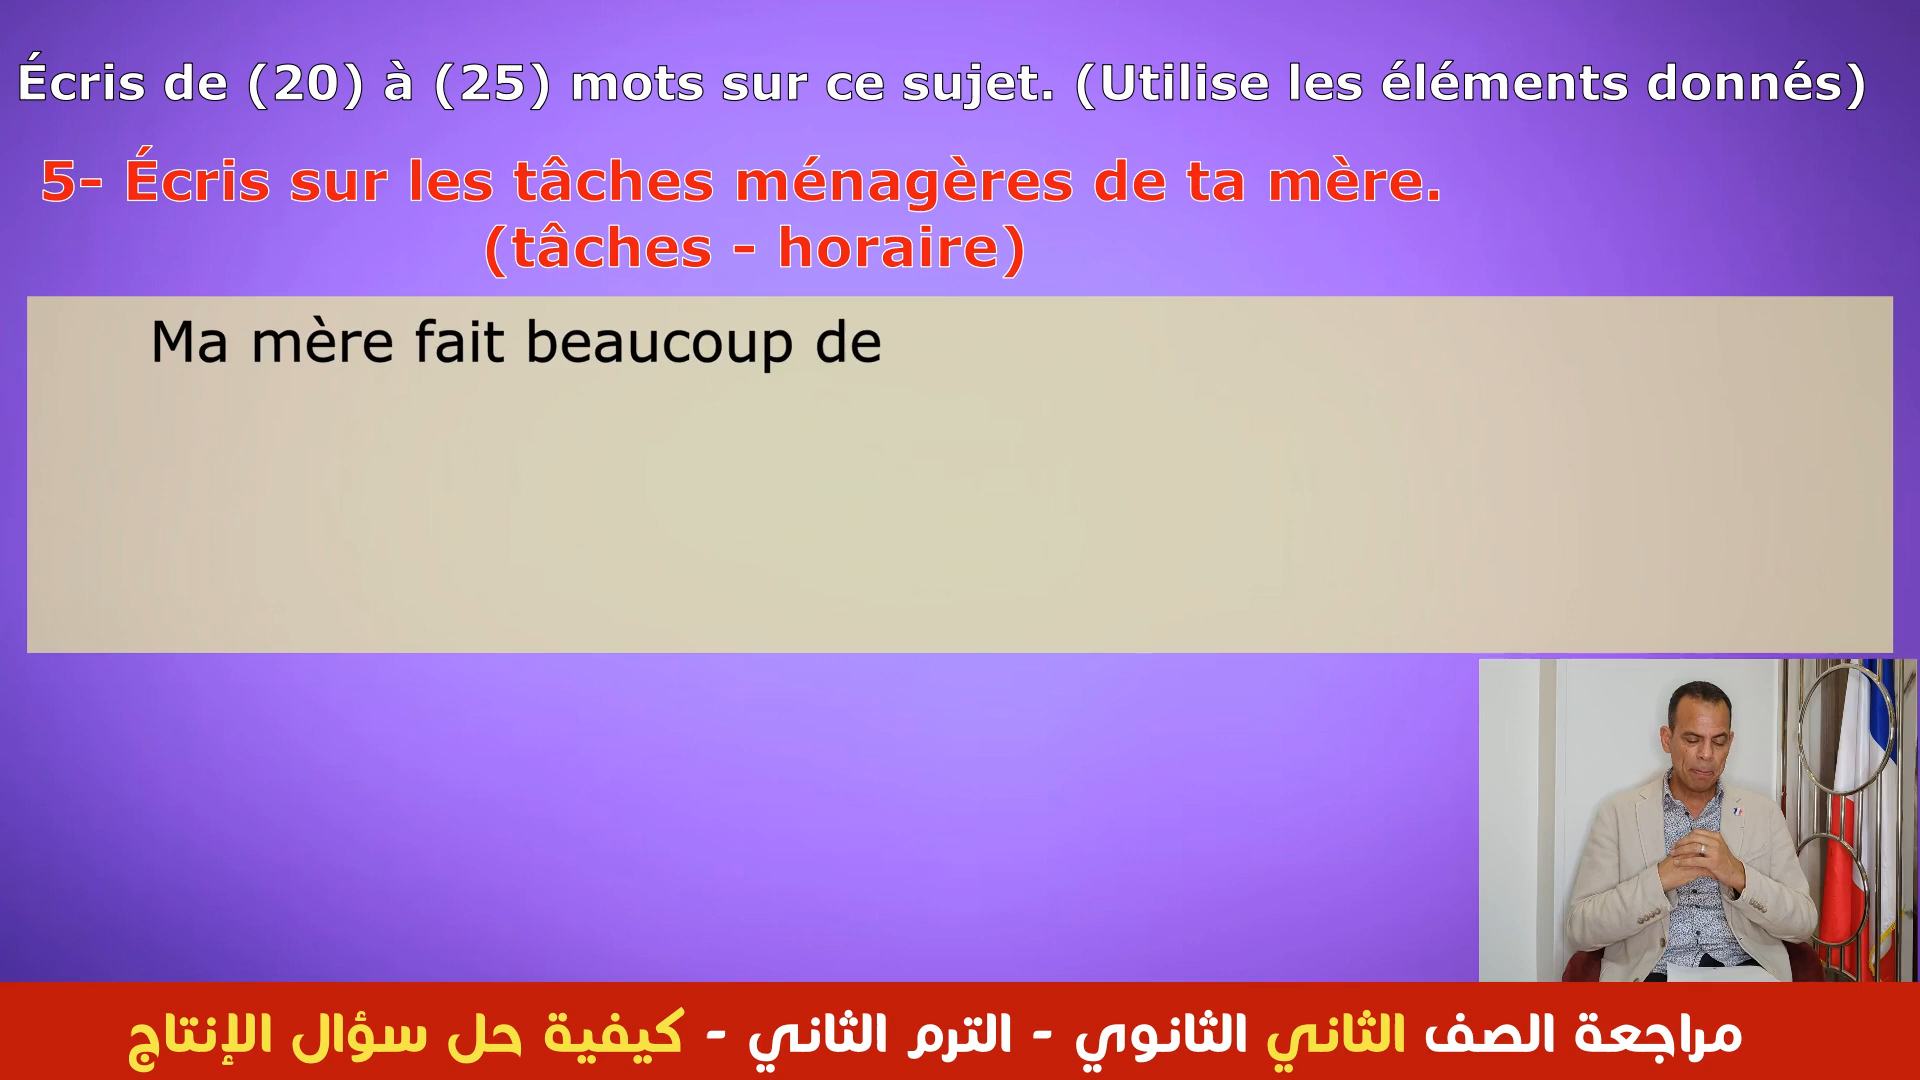 Écris de (20) à (25) mots sur ce sujet. (Utilise les éléments donnés)
5- Écris sur les tâches ménagères de ta mère.
(tâches - horaire)
Ma mère fait beaucoup de
مراجعة الصف الثاني الثانوي - الترم الثاني - كيفية حل سؤال الإنتاج